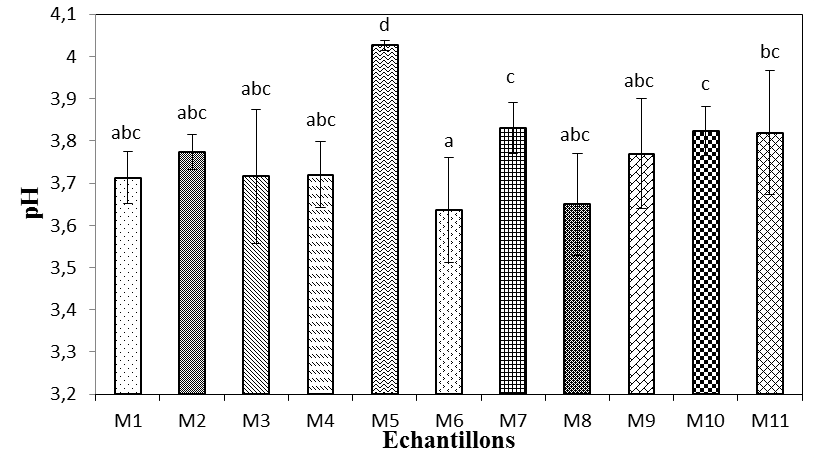 4,1
4
3,9
3,8
3,7
3,6
3,5
3,4
3,3
3,2
pH
abc
abc
abc
abc
d
a
c
abc
abc
c
bc
M1 M2 M3 M4 M5 M6 M7 M8 M9 M10 M11
Echantillons